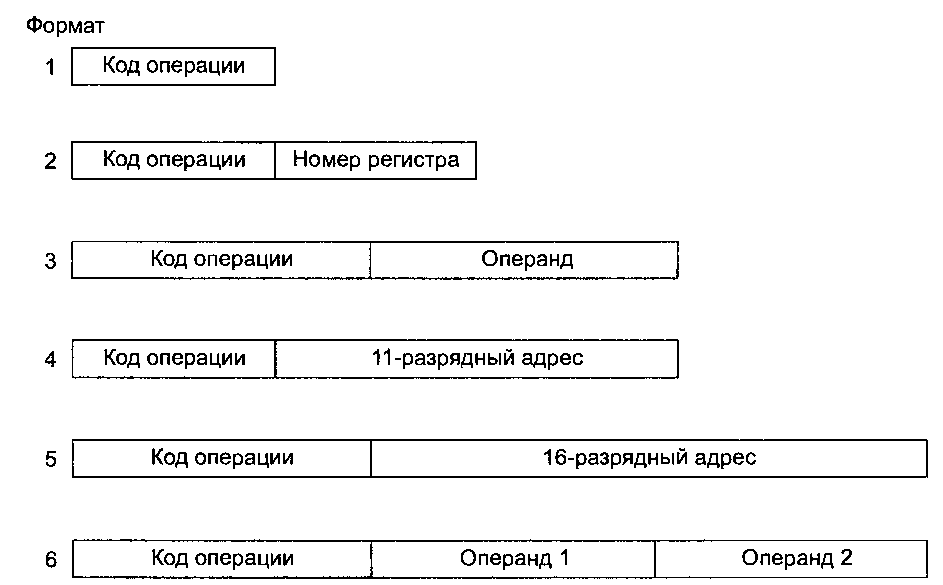 Формат
1 Код операции
2 Код операции Номер регистра
3 Код операции Операнд
4 Код операции 11-разрядный адрес
5 Код операции 16-разрядный адрес
6 Код операции Операнд 1 Операнд 2